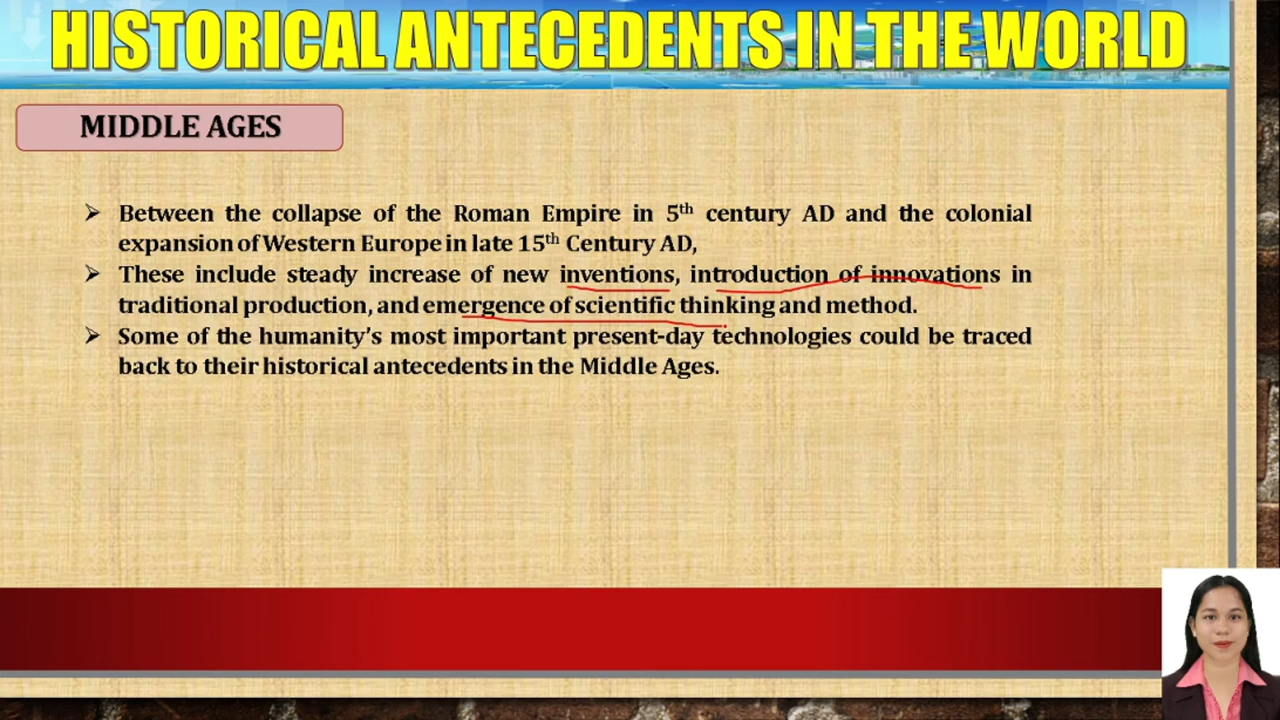 HISTORICAL ANTECEDENTS IN THE WORLD
MIDDLE AGES
➢ Between the collapse of the Roman Empire in 5th century AD and the colonial
expansion of Western Europe in late 15th Century AD,
➢ These include steady increase of new inventions, introduction of innovations in
traditional production, and emergence of scientific thinking and method.
➢ Some of the humanity's most important present-day technologies could be traced
back to their historical antecedents in the Middle Ages.